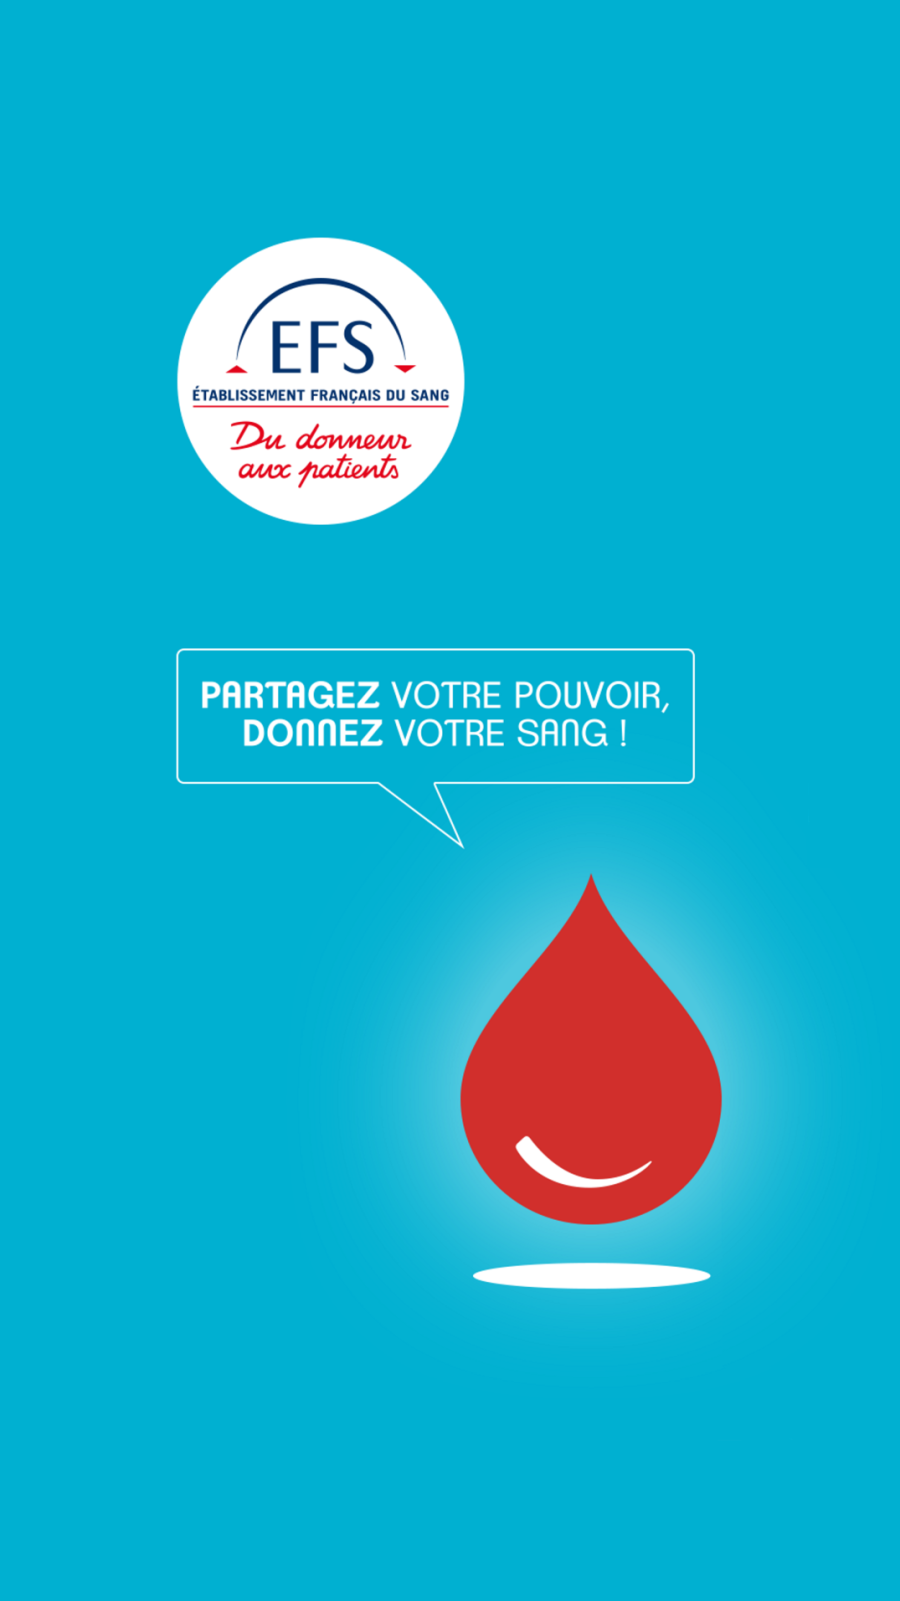 EFS
ÉTABLISSEMENT FRANÇAIS DU SANG
Du donneur
aux patients
PARTAGEZ VOTRE POUVOIR,
DONNEZ VOTRE SANG !